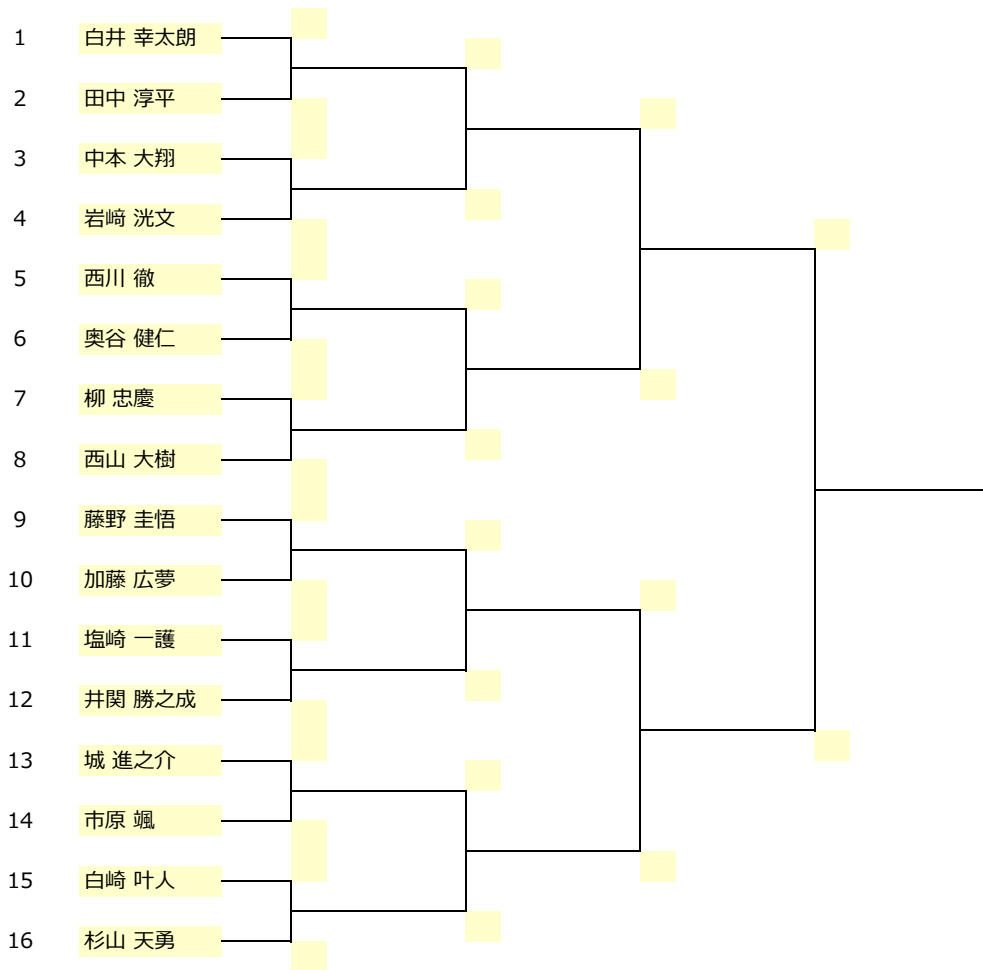 1 白井 幸太朗
2 田中 淳平
3 中本 大翔
4 岩﨑 洸文
5 西川 徹
6 奥谷 健仁
7 柳 忠慶
8 西山 大樹
9 藤野 圭悟
10 加藤 広夢
11 塩崎 一護
12 井関 勝之成
13 城 進之介
14 市原 颯
15 白崎 叶人
16 杉山 天勇